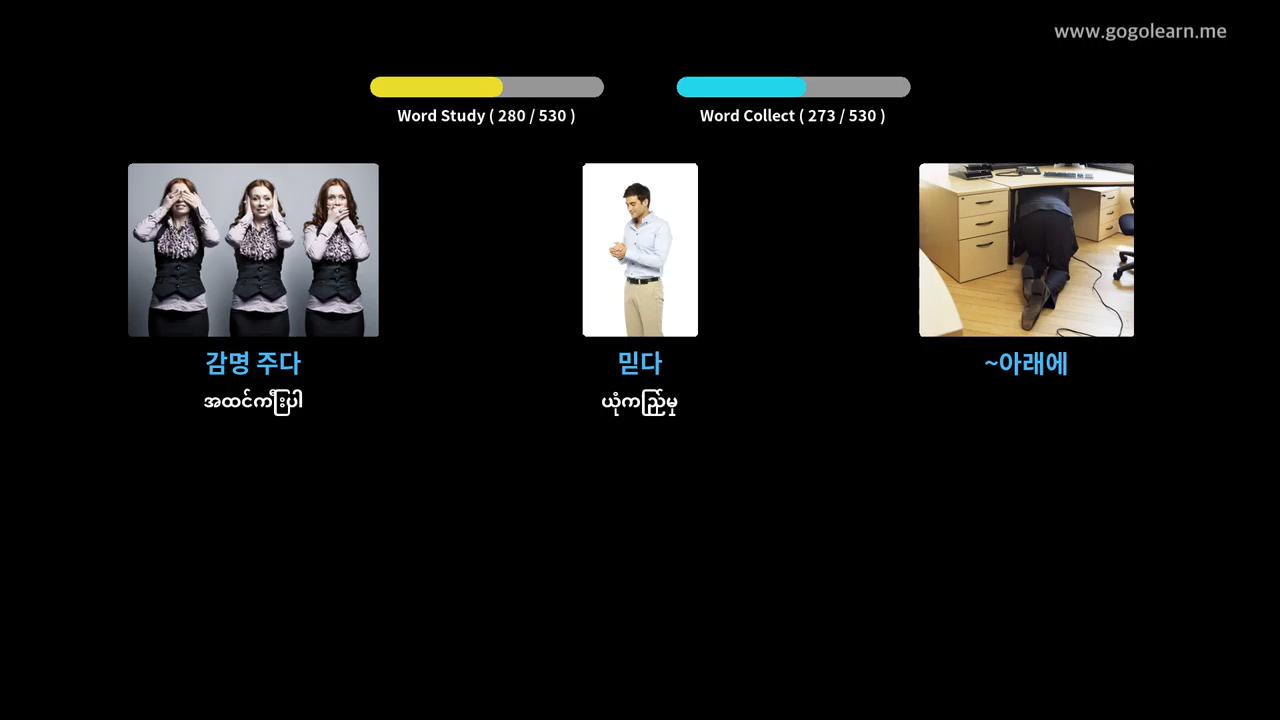 www.gogolearn.me
Word Study ( 280 / 530 )
Word Collect ( 273 / 530 )
감명 주다
믿다
~아래에
အထင်ကြီးပါ
ယုံကြည်မှု